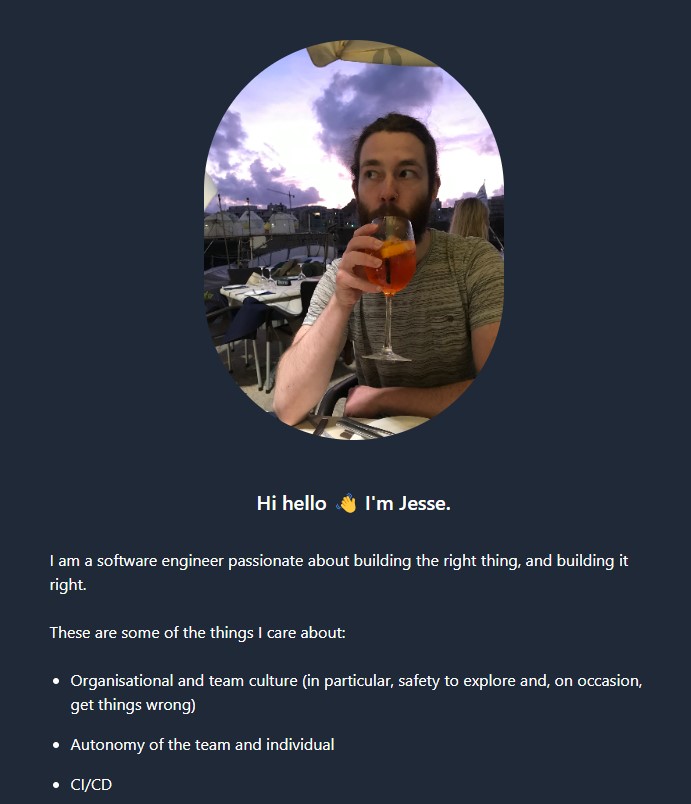 Hi hello 👋 I'm Jesse.
I am a software engineer passionate about building the right thing, and building it
right.
These are some of the things I care about:
• Organisational and team culture (in particular, safety to explore and, on occasion,
get things wrong)
• Autonomy of the team and individual
• CI/CD